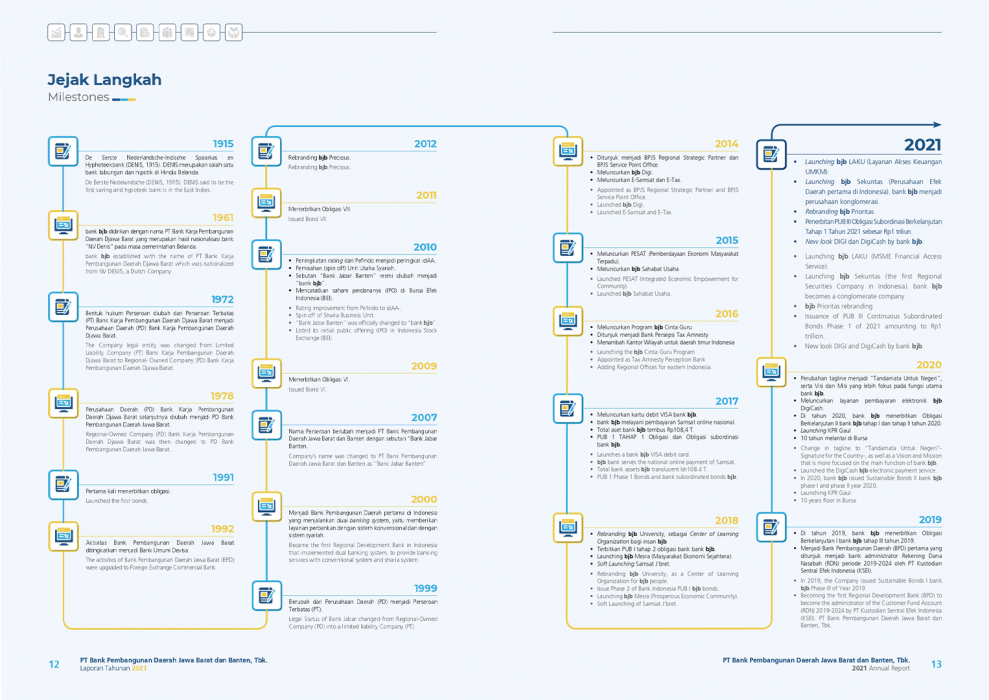 Jejak Langkah
Milestones
1915
De Eerste Nederlandsche-Indische Spaarkas en
Hyphoteekbank (DENIS, 1915). DENIS merupakan salah satu
bank tabungan dan hipotik di Hindia Belanda.
De Eerste Nederlandsche (DENIS, 1915). DENIS said to be the
first saving and hipoteek bank is in the East Indies.
1961
bank bjb didirikan dengan nama PT Bank Karja Pembangunan
Daerah Djawa Barat yang merupakan hasil nasionalisasi bank
"NV Denis" pada masa pemerintahan Belanda.
bank bjb established with the name of PT Bank Karja
Pembangunan Daerah Djawa Barat which was nationalized
from NV DENIS, a Dutch Company.
1972
Bentuk hukum Perseroan diubah dari Perseroan Terbatas
(PT) Bank Karja Pembangunan Daerah Djawa Barat menjadi
Perusahaan Daerah (PD) Bank Karja Pembangunan Daerah
Djawa Barat.
The Company legal entity was changed from Limited
Liability Company (PT) Bank Karja Pembangunan Daerah
Djawa Barat to Regional-Owned Company (PD) Bank Karja
Pembangunan Daerah Djawa Barat.
1978
Perusahaan Daerah (PD) Bank Karja Pembangunan
Daerah Djawa Barat selanjutnya diubah menjadi PD. Bank
Pembangunan Daerah.
Regional-Owned Company (PD) Bank Karja Pembangunan
Daerah Djawa Barat was then changed to PD Bank
Pembangunan Daerah.
1991
Pertama kali menerbitkan obligasi.
Launched the first bonds.
1992
Aktivitas Bank Pembangunan Daerah Jawa Barat
ditingkatkan menjadi Bank Umum Devisa
The activities of Bank Pembangunan Daerah Jawa Barat (BPD)
were upgraded to Foreign Exchange Commercial Bank.
2012
Rebranding bjb Precious.
Rebranding bjb Precious.
2011
Menerbitkan Obligasi VII.
Issued Bond VII.
2010
• Peningkatan rating dari Pefindo menjadi peringkat idAA-.
• Pemisahan (spin off) Unit Usaha Syariah.
• Sebutan "Bank Jabar Banten" resmi diubah menjadi
"bank bjb".
• Mencatatkan saham perdananya (IPO) di Bursa Efek
Indonesia (BEI).
• Rating improvement from Pefindo to idAA-.
• Spin off of Sharia Business Unit.
• "Bank Jabar Banten" was officially changed to "bank bjb"
• Listed its initial public offering (IPO) in Indonesia Stock
Exchange (BEI).
2009
Menerbitkan Obligasi VI.
Issued Bond VI.
2007
Nama Perseroan berubah menjadi PT Bank Pembangunan
Daerah Jawa Barat dan Banten dengan sebutan "Bank Jabar
Banten.
Company's name was changed to PT Bank Pembangunan
Daerah Jawa Barat dan Banten as "Bank Jabar Banten"
2000
Menjadi Bank Pembangunan Daerah pertama di Indonesia
yang menjalankan dual banking system, yaitu memberikan
layanan perbankan dengan sistem konvensional dan dengan
sistem syariah.
Became the first Regional Development Bank in Indonesia
that implemented dual banking system, to provide banking
services with conventional system and sharia system.
1999
Berubah dari Perusahaan Daerah (PD) menjadi Perseroan
Terbatas (PT).
Legal Status of Bank Jabar changed from Regional-Owned
Company (PD) into a limited liability Company (PT).
2014
• Ditunjuk menjadi BPJS Regional Strategic Partner dan
BPJS Service Point Office.
• Meluncurkan bjb Digi.
• Meluncurkan E-Samsat dan E-Tax.
• Appointed as BPJS Regional Strategic Partner and BPJS
Service Point Office.
• Launched bjb Digi.
• Launched E-Samsat and E-Tax.
2015
• Meluncurkan PESAT (Pemberdayaan Ekonomi Masyarakat
Terpadu).
• Meluncurkan bjb Sahabat Usaha
• Launched PESAT (Integrated Economic Empowerment for
Community).
• Launched bjb Sahabat Usaha
2016
• Meluncurkan Program bjb Cinta Guru
• Ditunjuk menjadi Bank Persepsi Tax Amnesty
• Menambah Kantor Wilayah untuk daerah timur Indonesia
• Launching the bjb Cinta Guru Program
• Appointed as Tax Amnesty Perception Bank
• Adding Regional Offices for eastern Indonesia
2017
• Meluncurkan kartu debit VISA bank bjb.
• bank bjb melayani pembayaran Samsat online nasional.
• Total aset bank bjb tembus Rp108,4 T.
• PUB 1 TAHAP 1 Obligasi dan Obligasi subordinasi
bank bjb.
• Launches a bank bjb VISA debit card.
• bank bjb serves the national online payment of Samsat.
• Total bank assets bjb translucent Idr108.4 T.
• PUB 1 Phase 1 Bonds and bank subordinated bonds bjb.
2018
• Rebranding bjb University, sebagai Center of Learning
Organization bagi insan bjb.
• Terbitkan PUB I tahap 2 obligasi bank bank bjb.
• Launching bjb Mesra (Masyarakat Ekonomi Sejahtera).
• Soft Launching Samsat J'bret.
• Rebranding bjb University, as a Center of Learning
Organization for bjb people.
• Issue Phase 2 of Bank Indonesia PUB I bjb bonds.
• Launching bjb Mesra (Prosperous Economic Community).
• Soft Launching of Samsat J'bret.
2021
• Launching bjb LAKU (Layanan Akses Keuangan
UMKM).
• Launching bjb Sekuritas (Perusahaan Efek
Daerah pertama di Indonesia). bank bjb menjadi
perusahaan konglomerasi.
• Rebranding bjb Prioritas
• Penerbitan PUB III Obligasi Subordinasi Berkelanjutan
Tahap 1 Tahun 2021 sebesar Rp1 triliun.
• New look DIGI dan DigiCash by bank bjb.
• Launching bjb LAKU (MSME Financial Access
Service).
• Launching bjb Sekuritas (the first Regional
Securities Company in Indonesia). bank bjb
becomes a conglomerate company.
• bjb Prioritas rebranding
• Issuance of PUB III Continuous Subordinated
Bonds Phase 1 of 2021 amounting to Rp1
trillion.
• New look DIGI and DigiCash by bank bjb.
2020
• Perubahan tagline menjadi "Tandamata Untuk Negeri",
serta Visi dan Misi yang lebih fokus pada fungsi utama
bank bjb
• Meluncurkan layanan pembayaran elektronik bjb
DigiCash.
• Di tahun 2020, bank bjb menerbitkan Obligasi
Berkelanjutan II bank bjb tahap I dan tahap II 2020.
• Launching KPR Gaul
• 10 tahun melantai di Bursa
• Change in tagline to "Tandamata Untuk Negeri"-
Signature for the Country-, as well as a Vision and Mission
that is more focused on the main function of bank bjb.
• Launched the DigiCash bjb electronic payment service.
• In 2020, bank bjb issued Sustainable Bonds II bank bjb
phase I and phase II year 2020.
• Launching KPR Gaul.
• 10 years floor in Bursa.
2019
• Di tahun 2019, bank bjb menerbitkan Obligasi
Berkelanjutan I bank bjb tahap III tahun 2019.
• Menjadi Bank Pembangunan Daerah (BPD) pertama yang
ditunjuk menjadi bank administrator Rekening Dana
Nasabah (RDN) periode 2019-2024 oleh PT Kustodian
Sentral Efek Indonesia (KSEI).
• In 2019, the Company issued Sustainable Bonds I bank
bjb Phase III of Year 2019
• Becoming the first Regional Development Bank (BPD) to
become the administrator of the Customer Fund Account
(RDN) 2019-2024 by PT Kustodian Sentral Efek Indonesia
(KSEI). PT Bank Pembangunan Daerah Jawa Barat dan
Banten, Tbk.
12
PT Bank Pembangunan Daerah Jawa Barat dan Banten, Tbk.
Laporan Tahunan 2021
PT Bank Pembangunan Daerah Jawa Barat dan Banten, Tbk.
2021 Annual Report
13